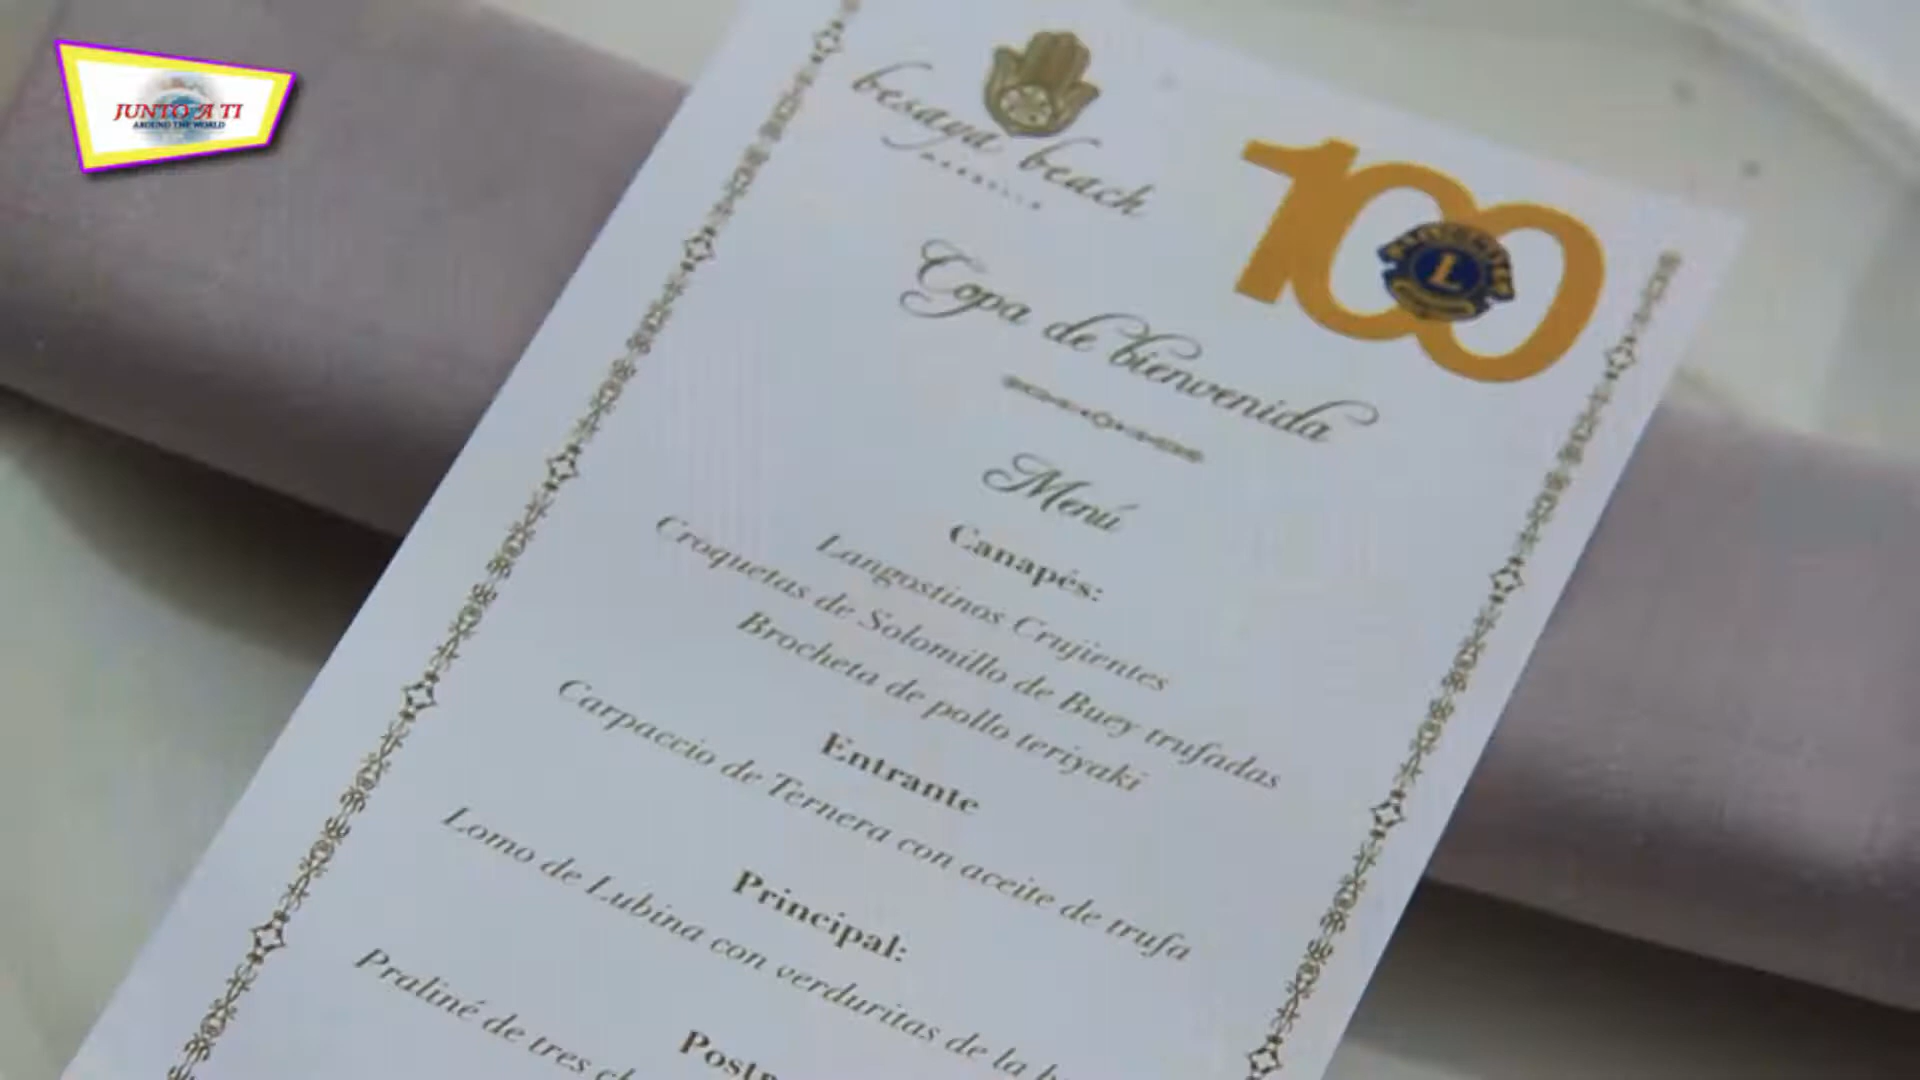 JUNTO A TI
AROUND THE WORLD
besaya beach
MARBELLA
100
L
Copa de bienvenida
Menú
Canapés:
Langostinos Crujientes
Croquetas de Solomillo de Buey trufadas
Brocheta de pollo teriyaki
Entrante
Carpaccio de Ternera con aceite de trufa
Principal:
Lomo de Lubina con verduritas de la
Postr
Praliné de tres